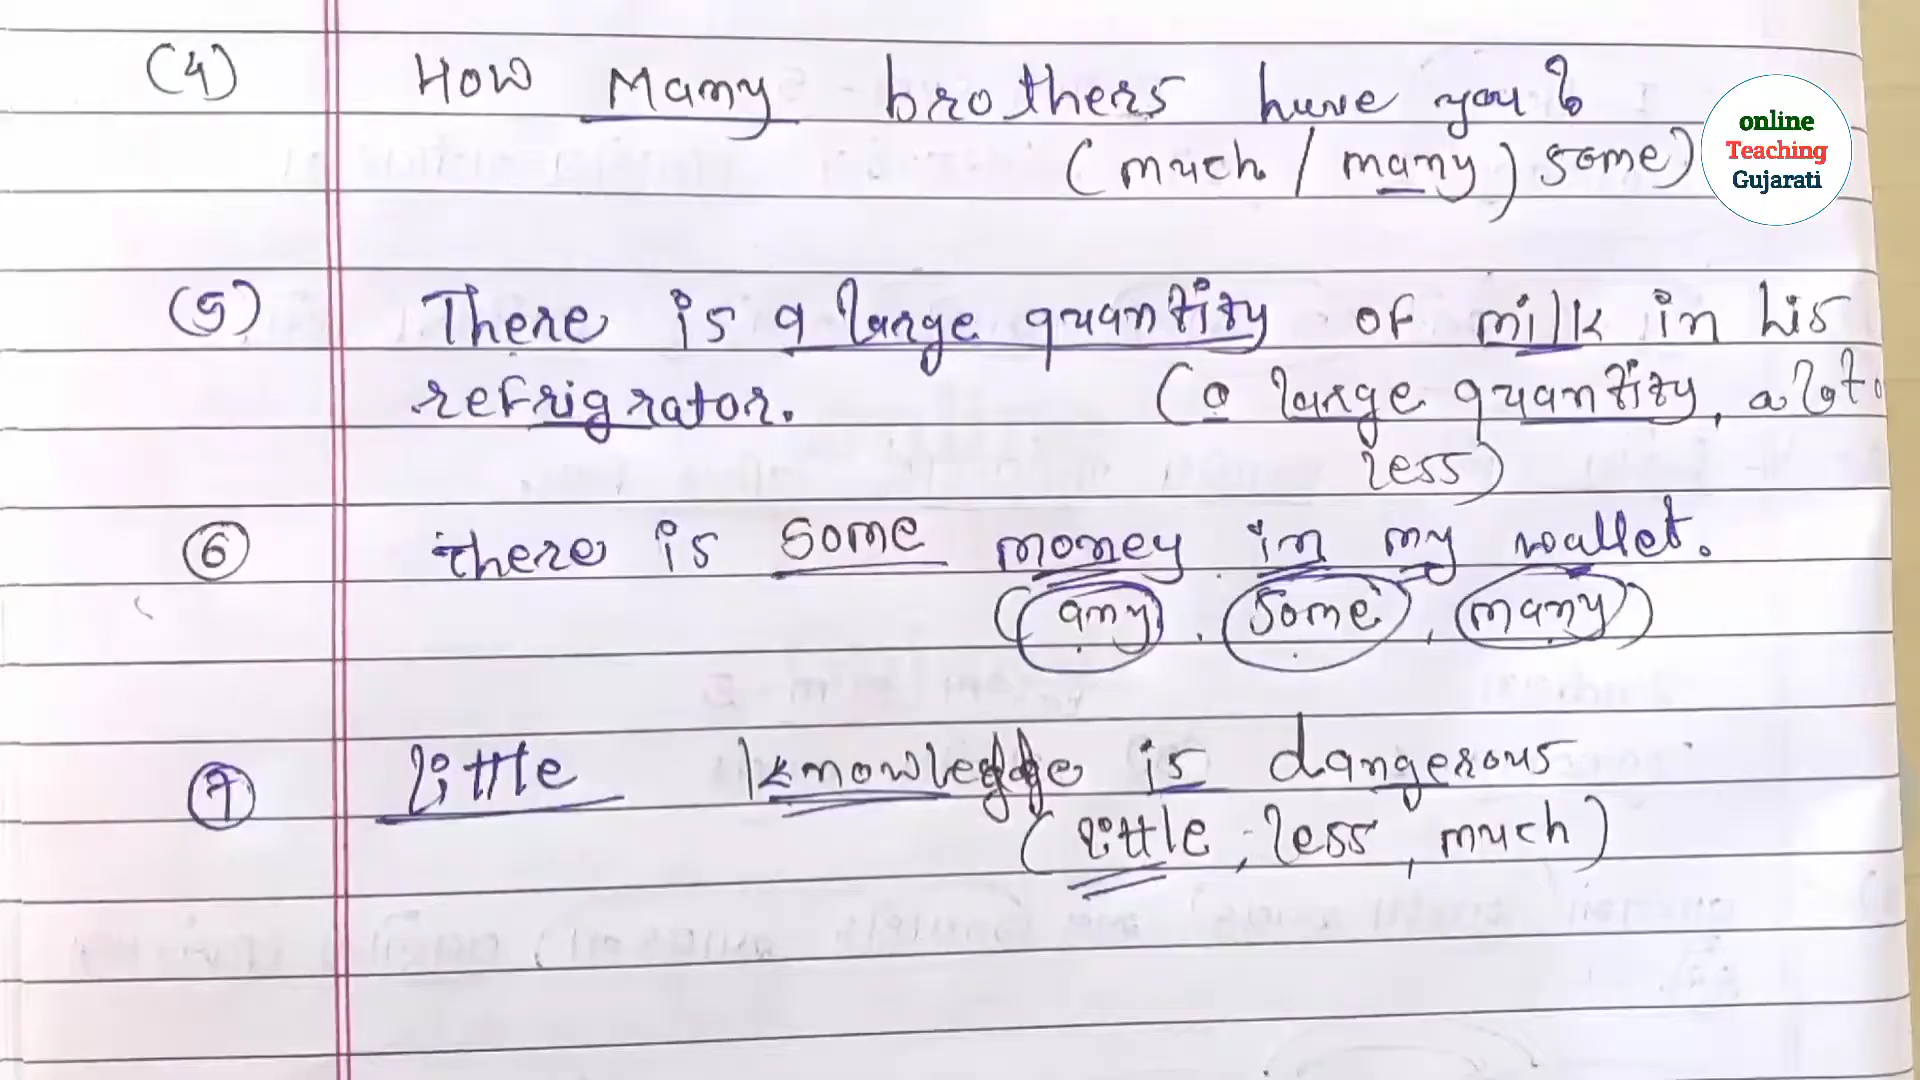 (4) How Many brothers have you?
(much / many / some)
online
Teaching
Gujarati
(5) There is a large quantity of milk in his
refrigrator. (a large quantity, a lot o
less)
(6) there is some money in my wallet.
(any, some, many)
(7) Little knowledge is dangerous
(little, less, much)